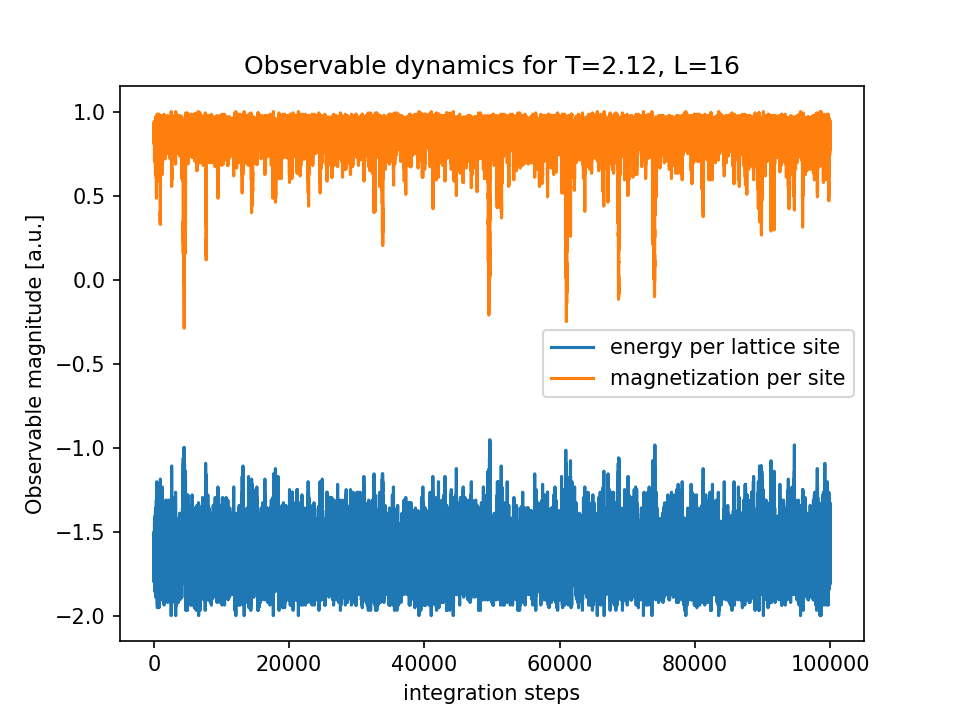 Observable dynamics for T=2.12, L=16
Observable magnitude [a.u.]
1.0
0.5
0.0
−0.5
−1.0
−1.5
−2.0
energy per lattice site
magnetization per site
0 20000 40000 60000 80000 100000
integration steps